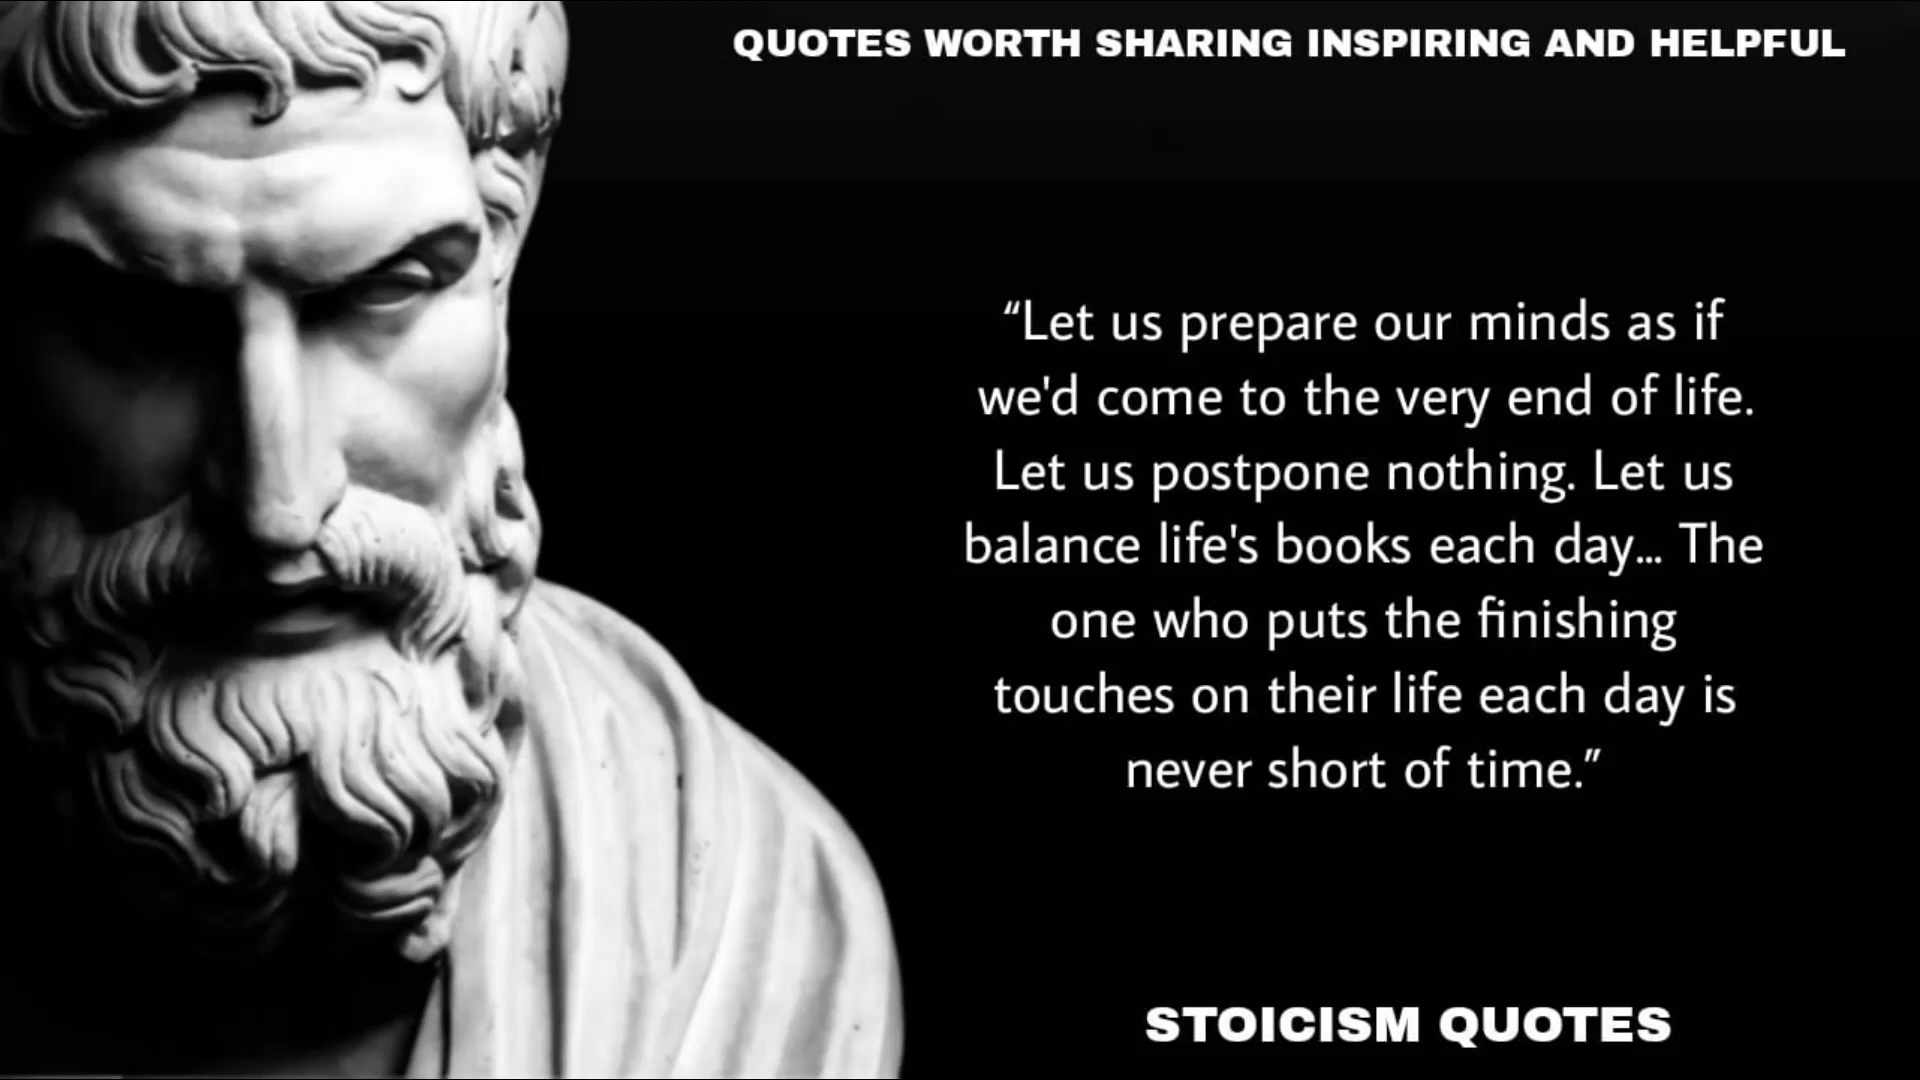 QUOTES WORTH SHARING INSPIRING AND HELPFUL
“Let us prepare our minds as if
we'd come to the very end of life.
Let us postpone nothing. Let us
balance life's books each day... The
one who puts the finishing
touches on their life each day is
never short of time.”
STOICISM QUOTES